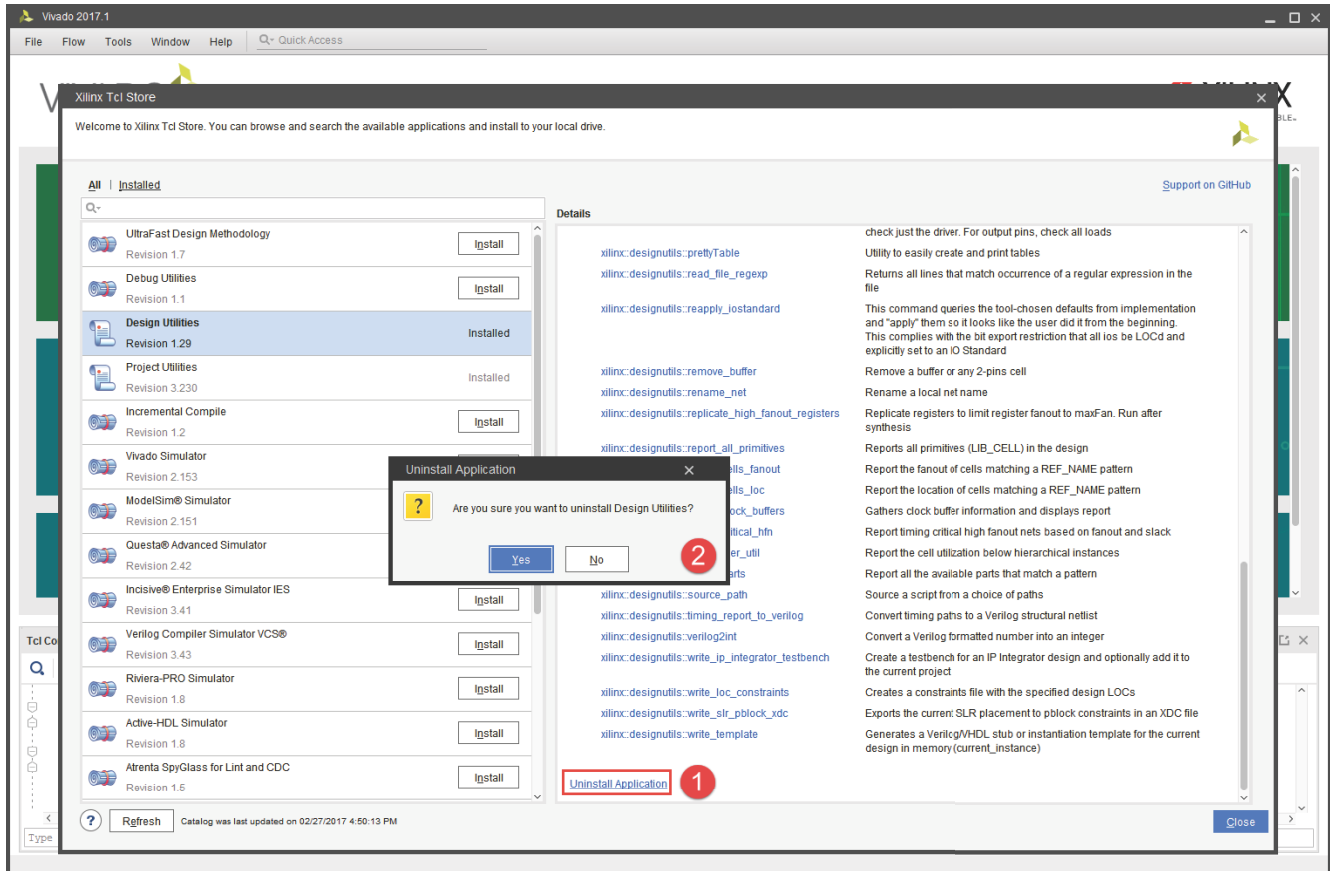 Vivado 2017.1
File Flow Tools Window Help Quick Access
Xilinx Tcl Store
Welcome to Xilinx Tcl Store. You can browse and search the available applications and install to your local drive.
All | Installed
Support on GitHub
UltraFast Design Methodology
Revision 1.7
Install
Debug Utilities
Revision 1.1
Install
Design Utilities
Revision 1.29
Installed
Project Utilities
Revision 3.230
Installed
Incremental Compile
Revision 1.2
Install
Vivado Simulator
Revision 2.153
ModelSim® Simulator
Revision 2.151
Questa® Advanced Simulator
Revision 2.42
Incisive® Enterprise Simulator IES
Revision 3.41
Install
Verilog Compiler Simulator VCS®
Revision 3.43
Install
Riviera-PRO Simulator
Revision 1.8
Install
Active-HDL Simulator
Revision 1.8
Install
Atrenta SpyGlass for Lint and CDC
Revision 1.5
Install
Details
check just the driver. For output pins, check all loads
xilinx::designutils::prettyTable Utility to easily create and print tables
xilinx::designutils::read_file_regexp Returns all lines that match occurrence of a regular expression in the
file
xilinx::designutils::reapply_iostandard This command queries the tool-chosen defaults from implementation
and "apply" them so it looks like the user did it from the beginning.
This complies with the bit export restriction that all ios be LOCd and
explicitly set to an IO Standard
xilinx::designutils::remove_buffer Remove a buffer or any 2-pins cell
xilinx::designutils::rename_net Rename a local net name
xilinx::designutils::replicate_high_fanout_registers Replicate registers to limit register fanout to maxFan. Run after
synthesis
xilinx::designutils::report_all_primitives Reports all primitives (LIB_CELL) in the design
ells_fanout Report the fanout of cells matching a REF_NAME pattern
ells_loc Report the location of cells matching a REF_NAME pattern
ock_buffers Gathers clock buffer information and displays report
itical_hfn Report timing critical high fanout nets based on fanout and slack
er_util Report the cell utilization below hierarchical instances
arts Report all the available parts that match a pattern
xilinx::designutils::source_path Source a script from a choice of paths
xilinx::designutils::timing_report_to_verilog Convert timing paths to a Verilog structural netlist
xilinx::designutils::verilog2int Convert a Verilog formatted number into an integer
xilinx::designutils::write_ip_integrator_testbench Create a testbench for an IP Integrator design and optionally add it to
the current project
xilinx::designutils::write_loc_constraints Creates a constraints file with the specified design LOCs
xilinx::designutils::write_slr_pblock_xdc Exports the current SLR placement to pblock constraints in an XDC file
xilinx::designutils::write_template Generates a Verilog/VHDL stub or instantiation template for the current
design in memory (current_instance)
Uninstall Application 1
Uninstall Application
? Are you sure you want to uninstall Design Utilities?
Yes No 2
Tcl Co
Type
? Refresh Catalog was last updated on 02/27/2017 4:50:13 PM
Close